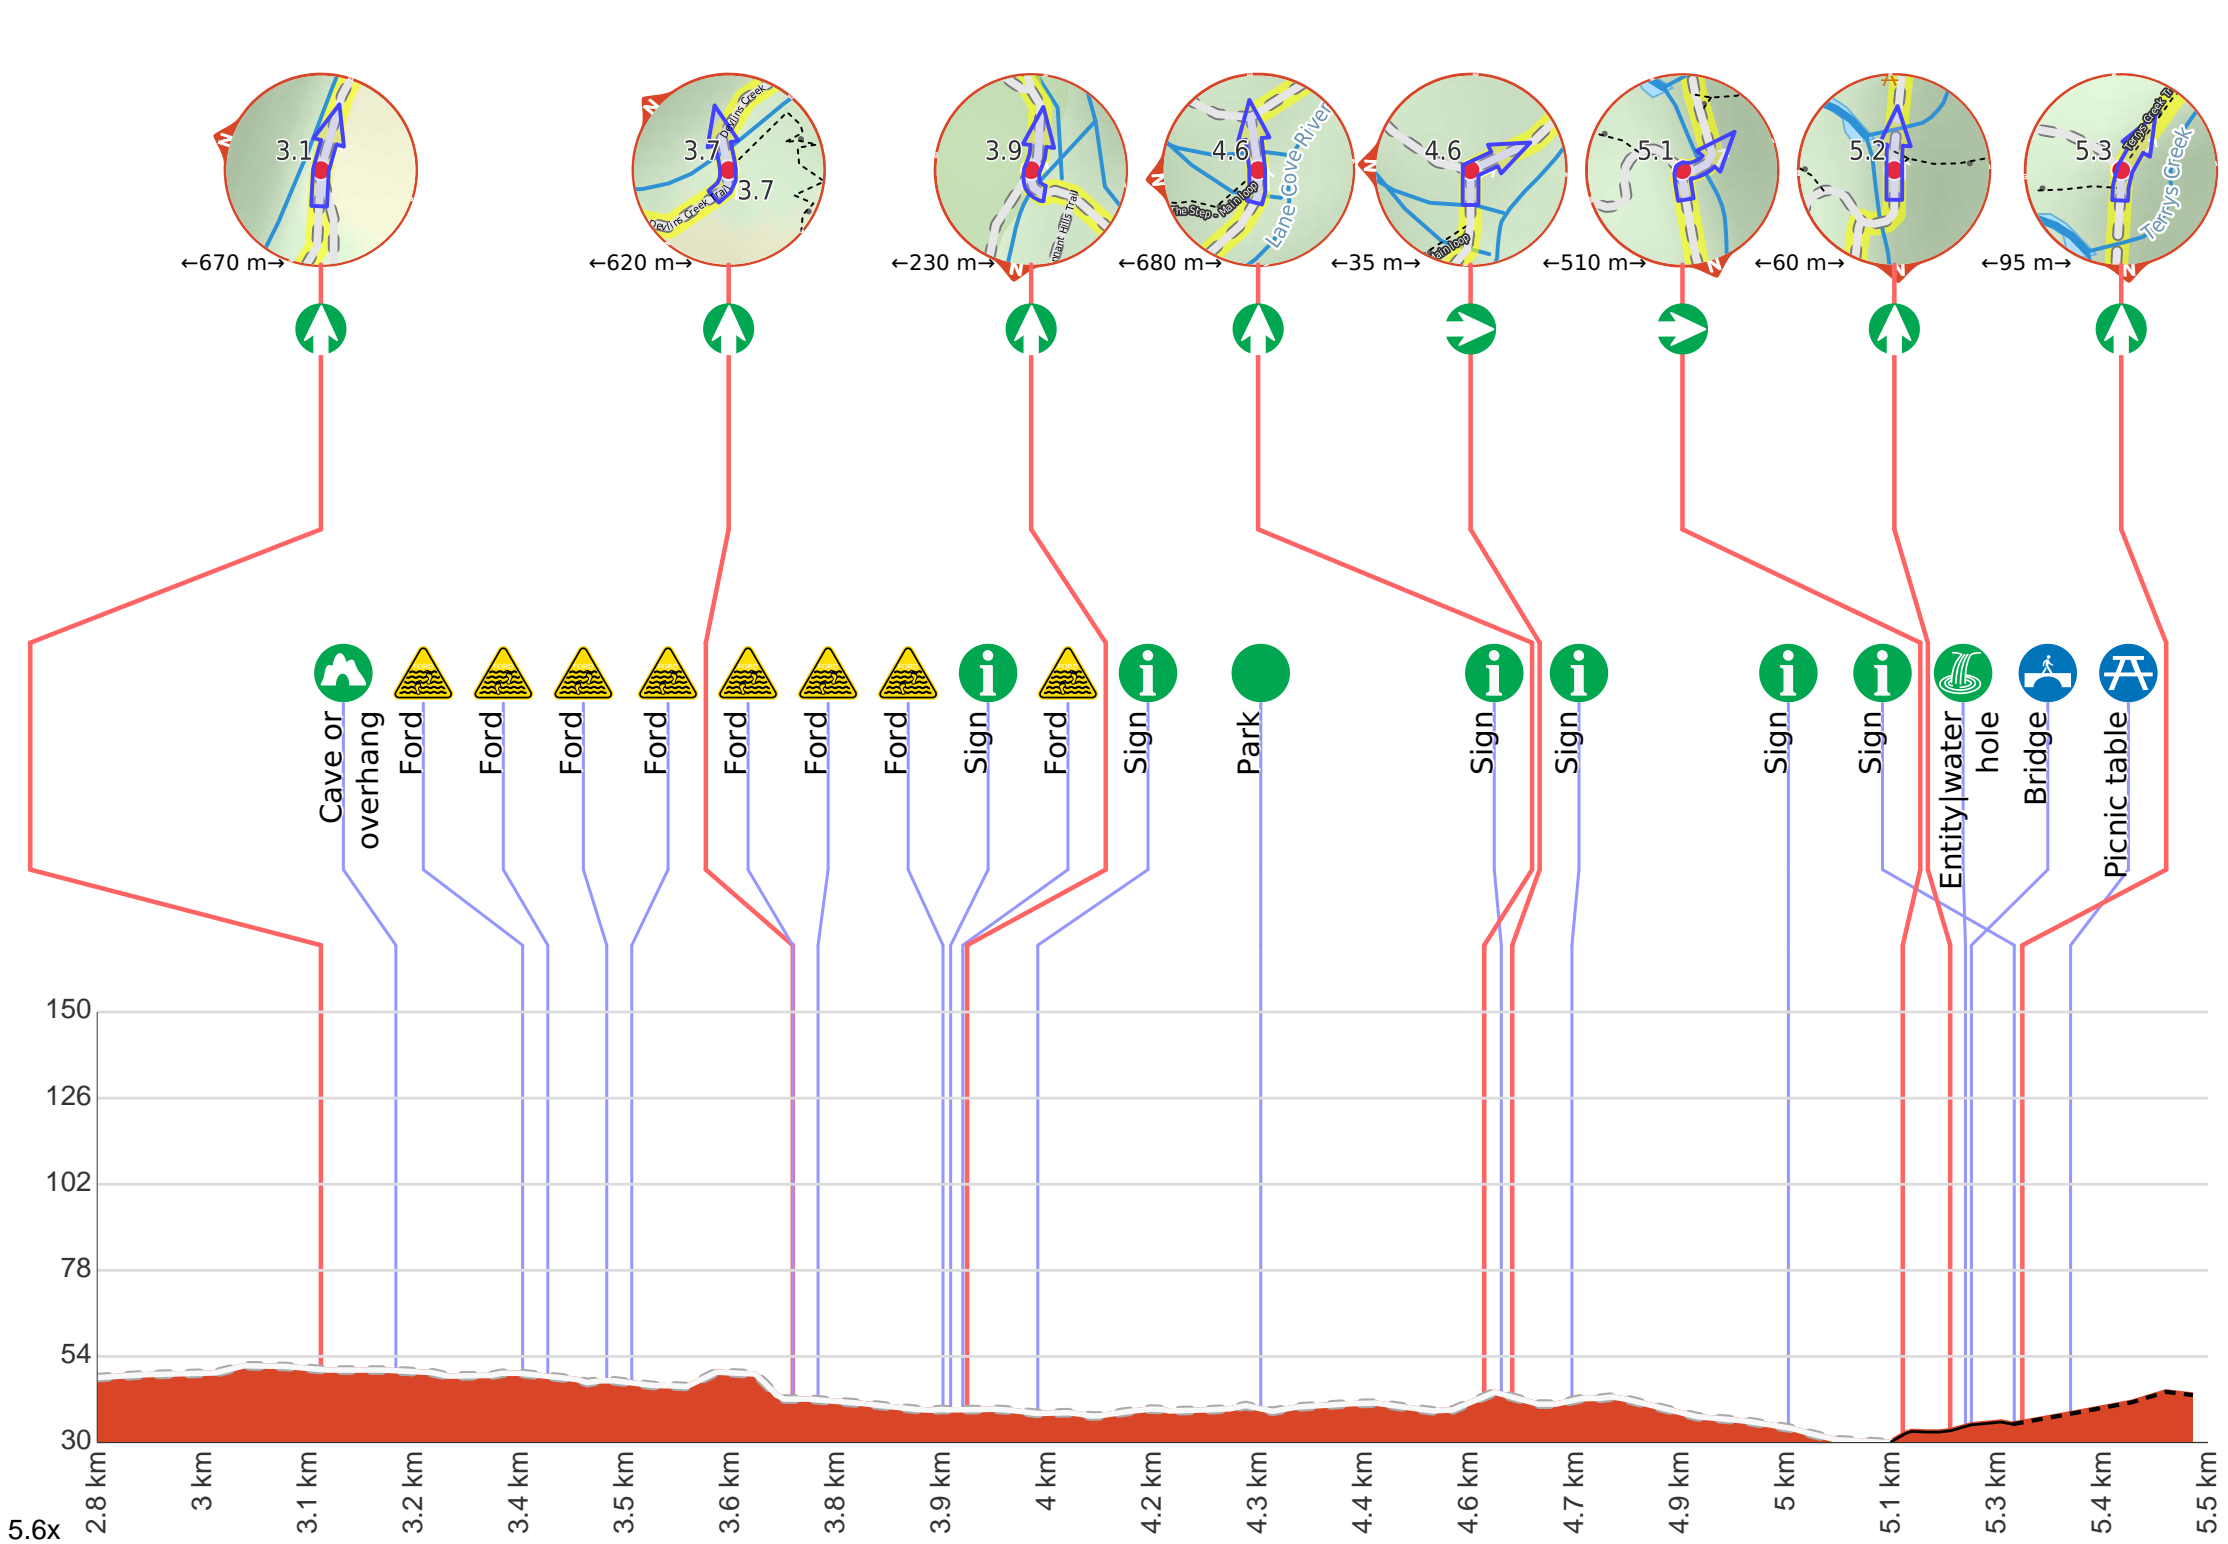 N
3.1
←670 m→
N
Devlins Creek
3.7
3.7
Devlins Creek Trail
←620 m→
3.9
nnant Hills Trail
N
←230 m→
4.6
N
The Step - Main loop
Lane Cove River
←680 m→
4.6
N
Main loop
←35 m→
5.1
N
←510 m→
5.2
N
←60 m→
Terrys Creek Tr
5.3
Terrys Creek
N
←95 m→
Cave or
overhang
Ford
Ford
Ford
Ford
Ford
Ford
Ford
Sign
Ford
Sign
Park
Sign
Sign
Sign
Sign
Entity|water
hole
Bridge
Picnic table
150
126
102
78
54
30
2.8 km
3 km
3.1 km
3.2 km
3.4 km
3.5 km
3.6 km
3.8 km
3.9 km
4 km
4.2 km
4.3 km
4.4 km
4.6 km
4.7 km
4.9 km
5 km
5.1 km
5.3 km
5.4 km
5.5 km
5.6x